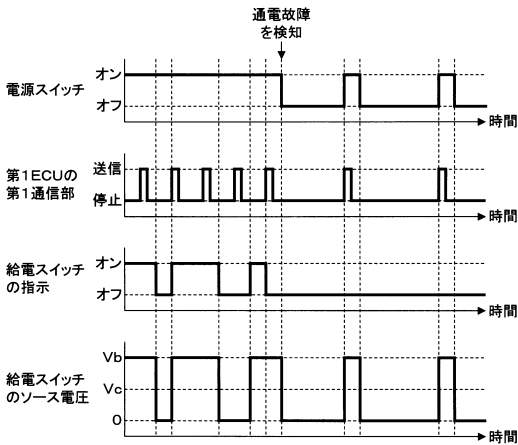 通電故障
を検知
電源スイッチ
オン
オフ
時間
第1ECUの
第1通信部
送信
停止
時間
給電スイッチ
の指示
オン
オフ
時間
給電スイッチ
のソース電圧
Vb
Vc
0
時間